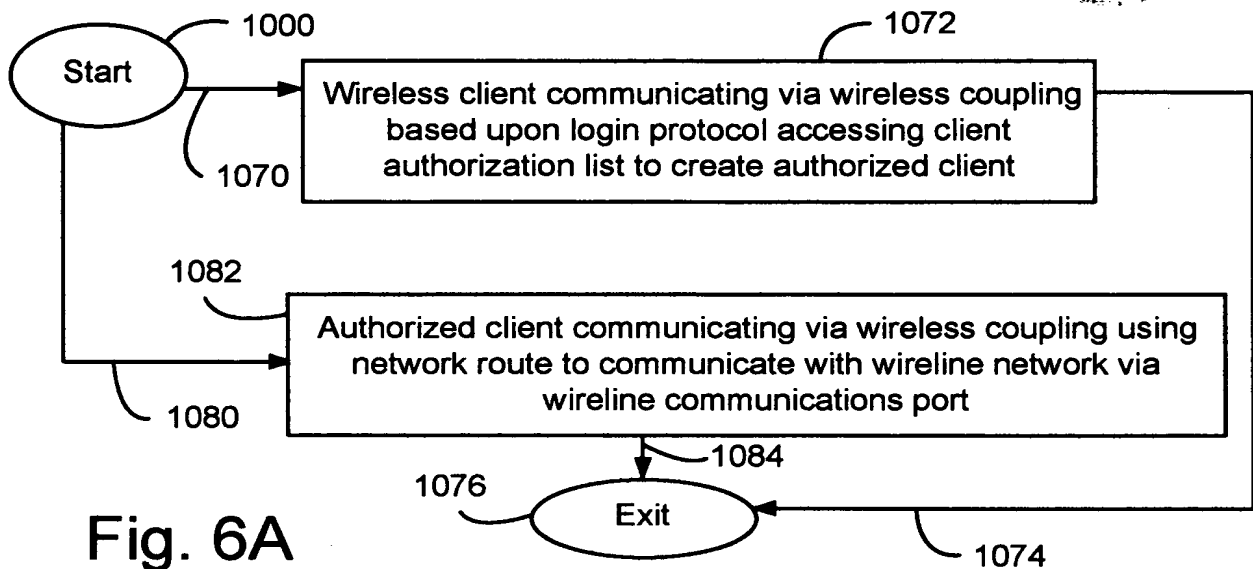 1000
Start
1072
Wireless client communicating via wireless coupling
based upon login protocol accessing client
authorization list to create authorized client
1070
1082
Authorized client communicating via wireless coupling using
network route to communicate with wireline network via
wireline communications port
1080
1084
1076
Exit
Fig. 6A
1074